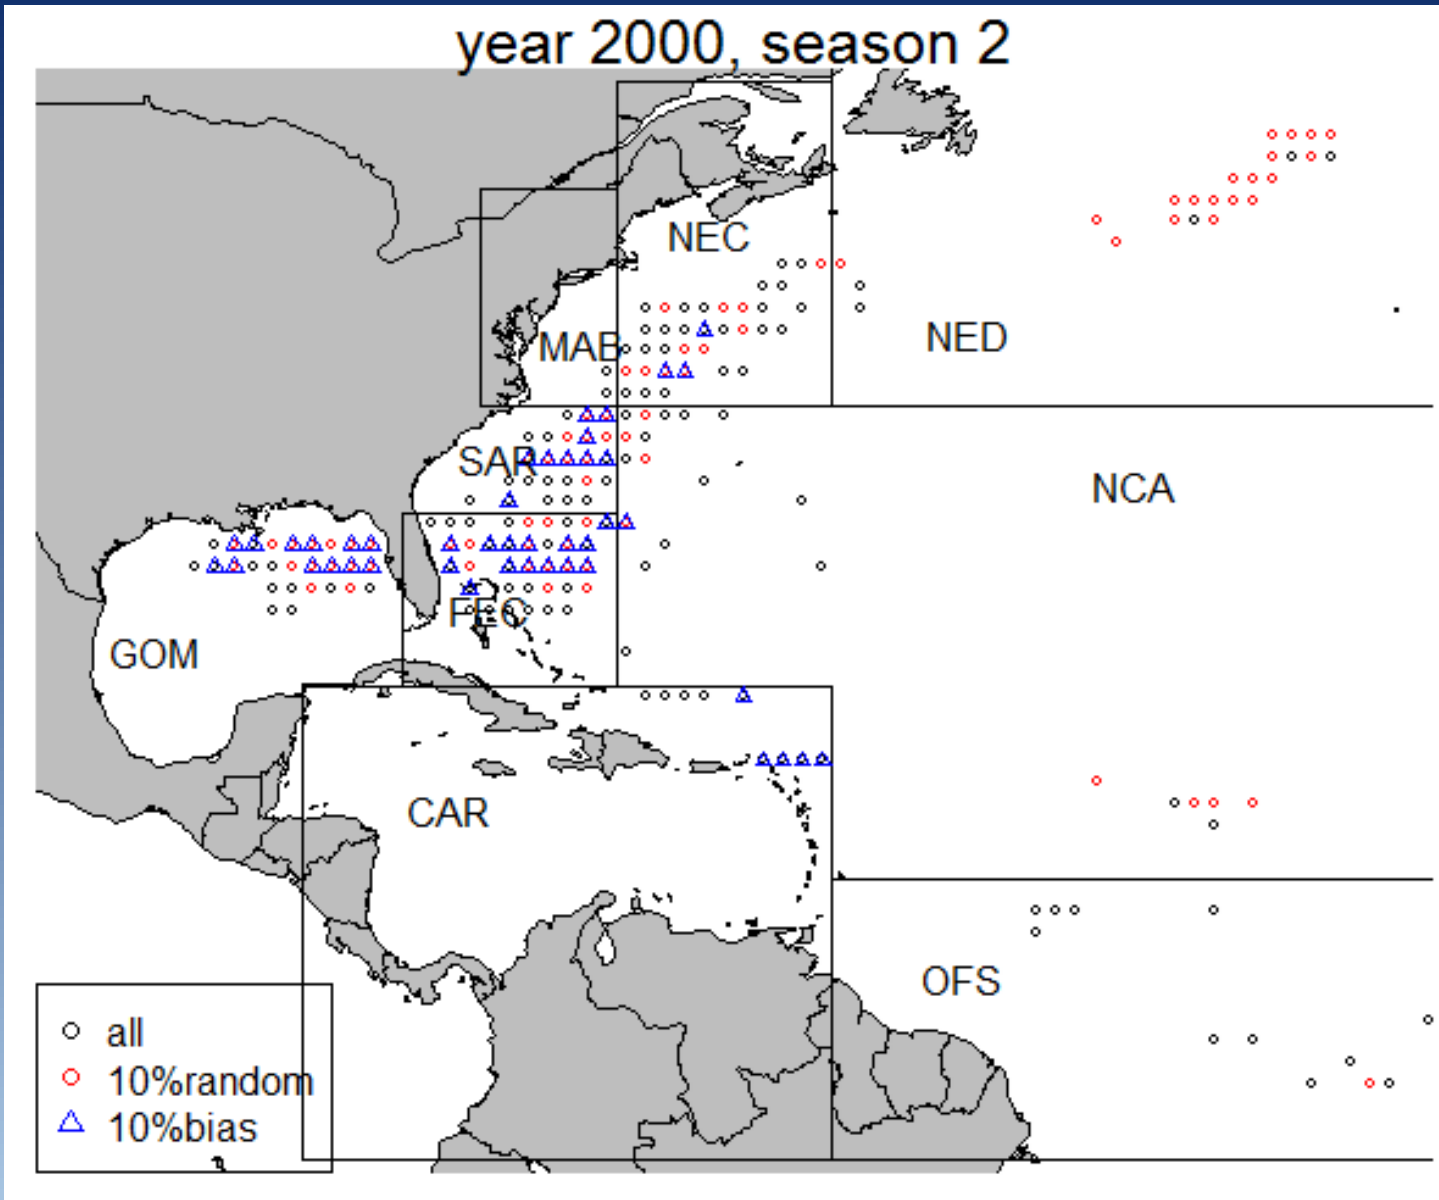 year 2000, season 2
NEC
MAB
NED
SAR
NCA
FEC
GOM
CAR
OFS
all
10%random
10%bias